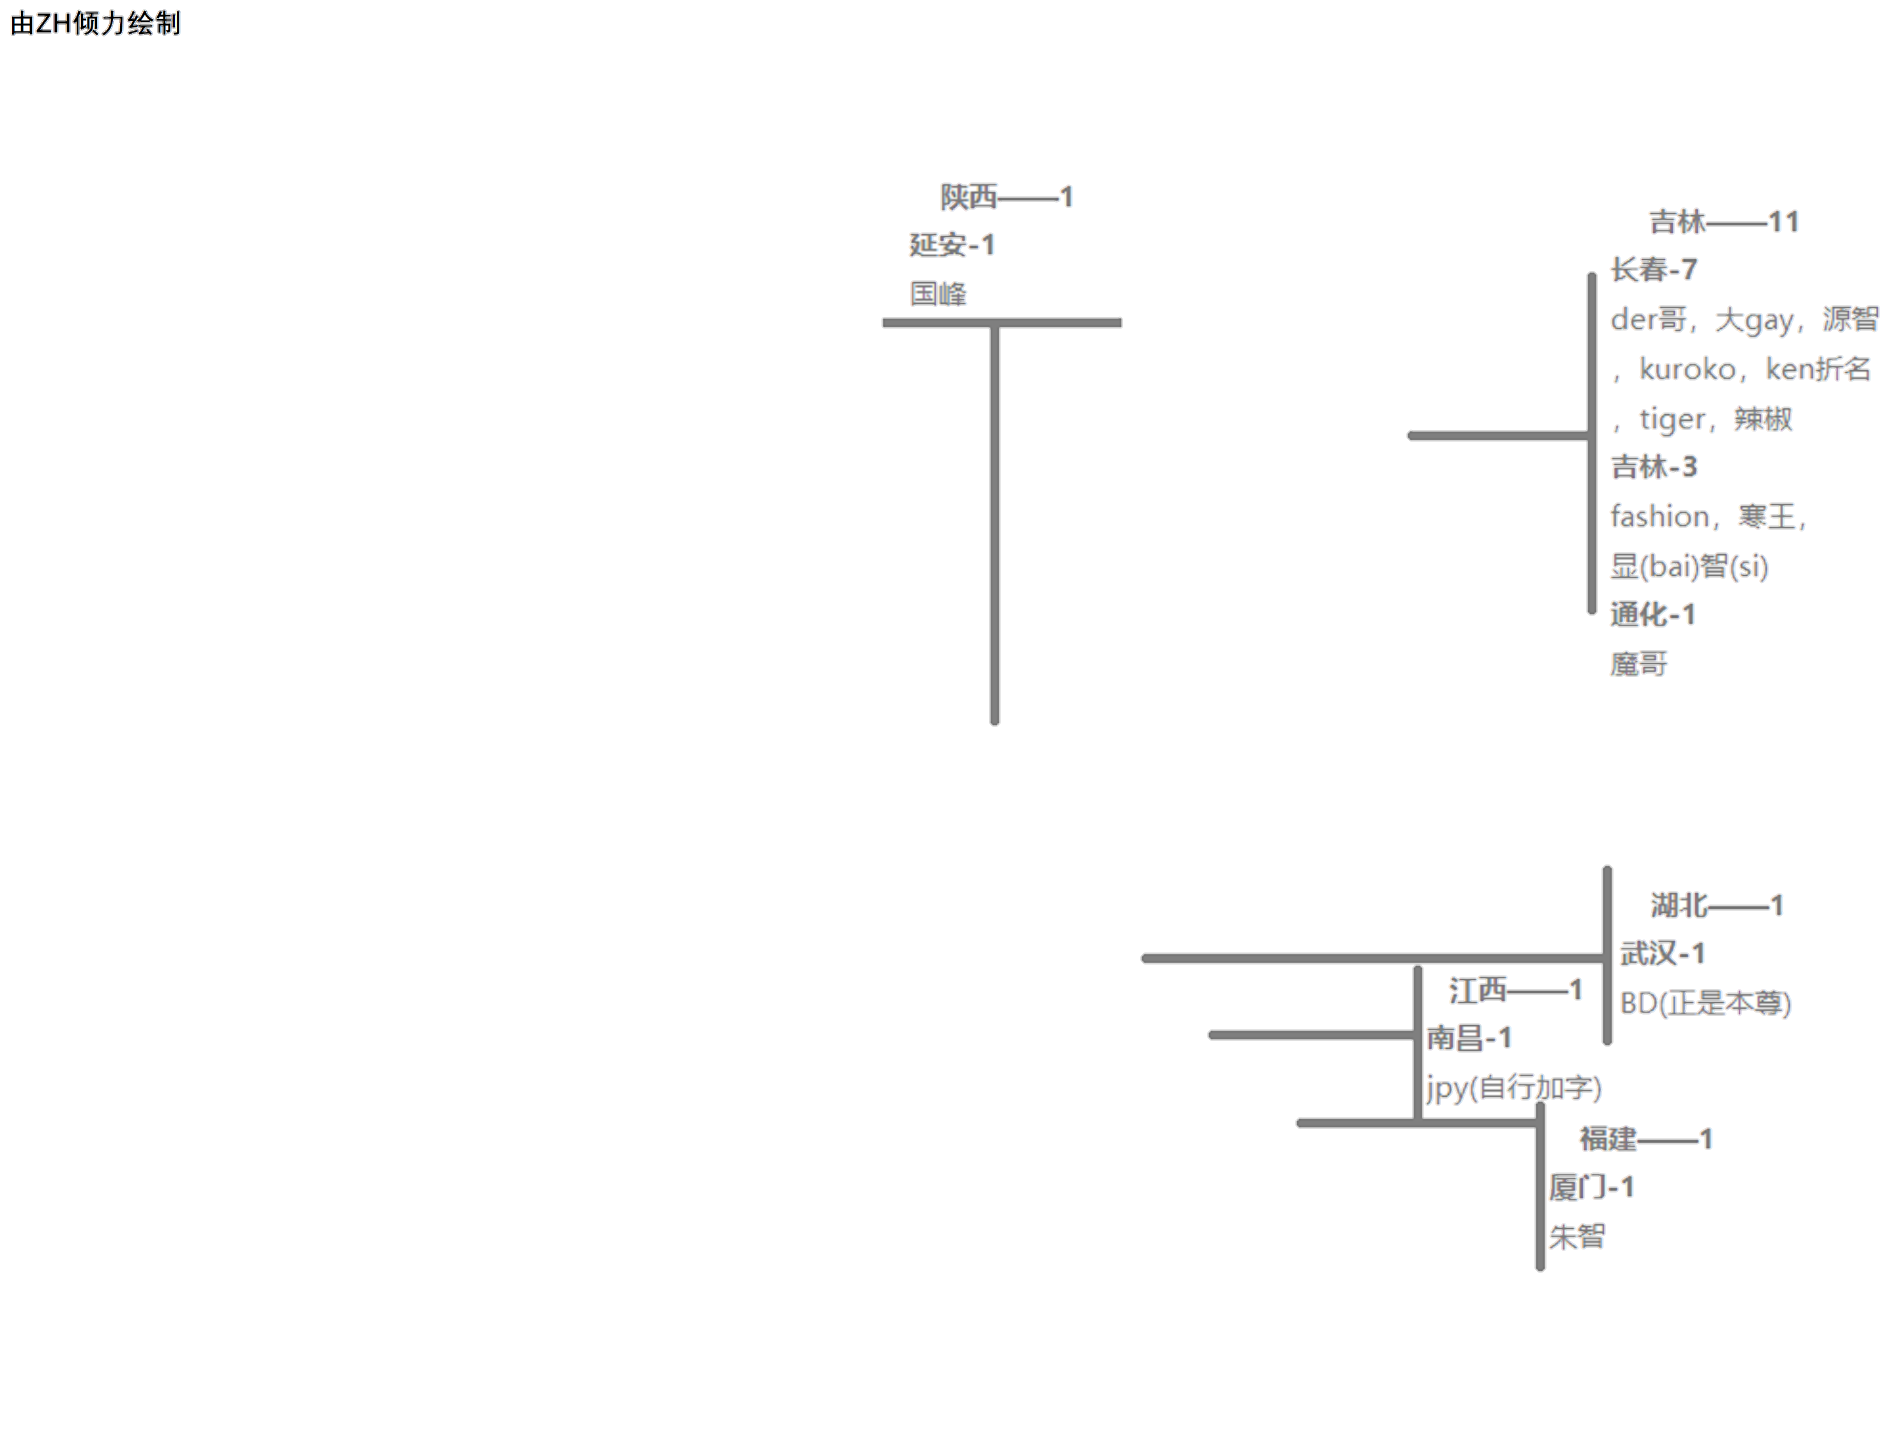 由ZH倾力绘制
陕西——1
延安-1
国峰
吉林——11
长春-7
der哥，大gay，源智
，kuroko，ken折名
，tiger，辣椒
吉林-3
fashion，寒王，
显(bai)智(si)
通化-1
魔哥
湖北——1
武汉-1
BD(正是本尊)
江西——1
南昌-1
jpy(自行加字)
福建——1
厦门-1
朱智